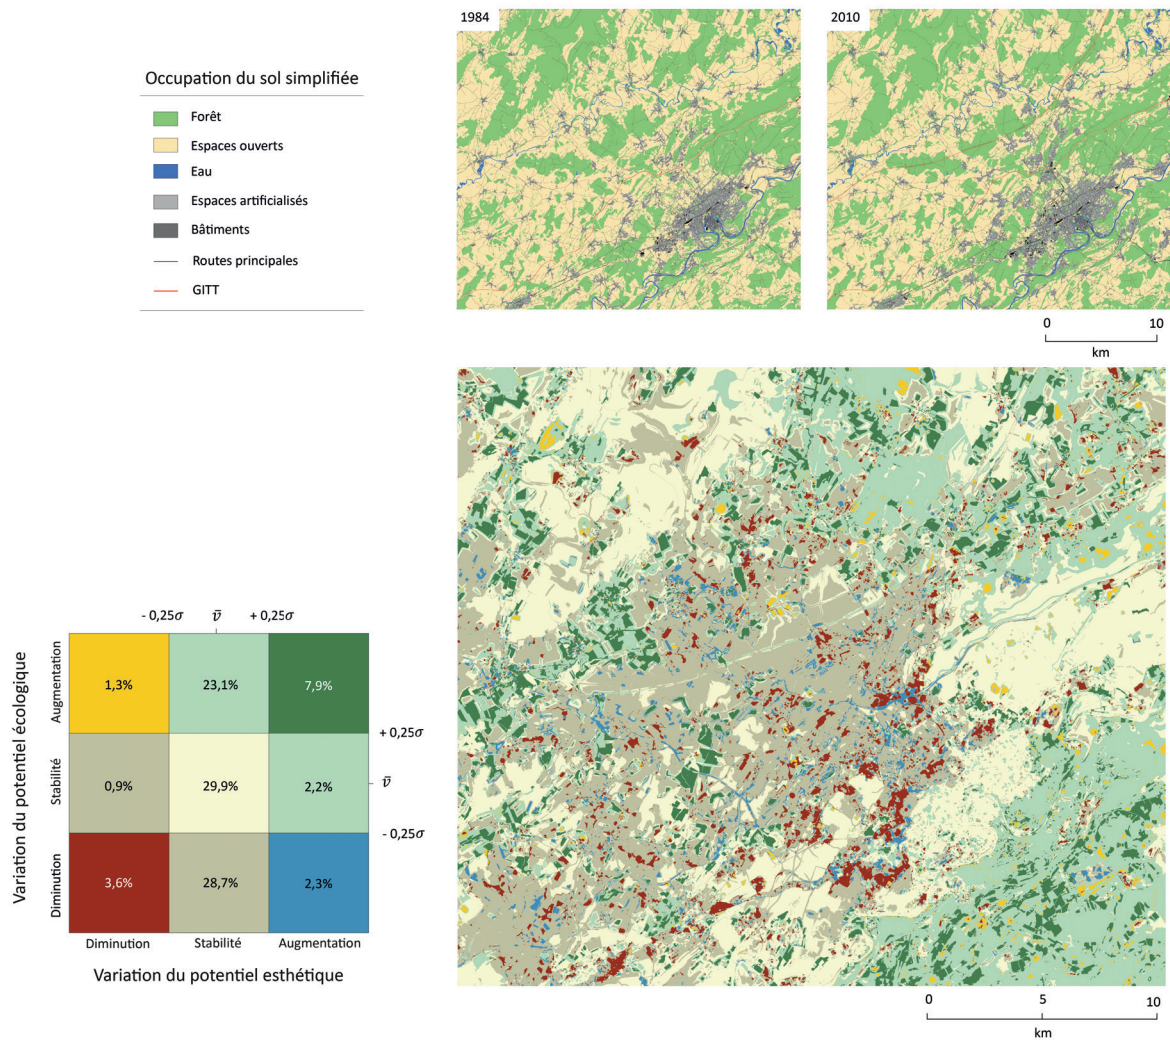 1984
2010
Occupation du sol simplifiée
Forêt
Espaces ouverts
Eau
Espaces artificialisés
Bâtiments
Routes principales
GITT
0
10
km
- 0,25σ
v̄
+ 0,25σ
Variation du potentiel écologique
Augmentation
Stabilité
Diminution
1,3%
23,1%
7,9%
+ 0,25σ
0,9%
29,9%
2,2%
v̄
- 0,25σ
3,6%
28,7%
2,3%
Diminution
Stabilité
Augmentation
Variation du potentiel esthétique
0
5
10
km